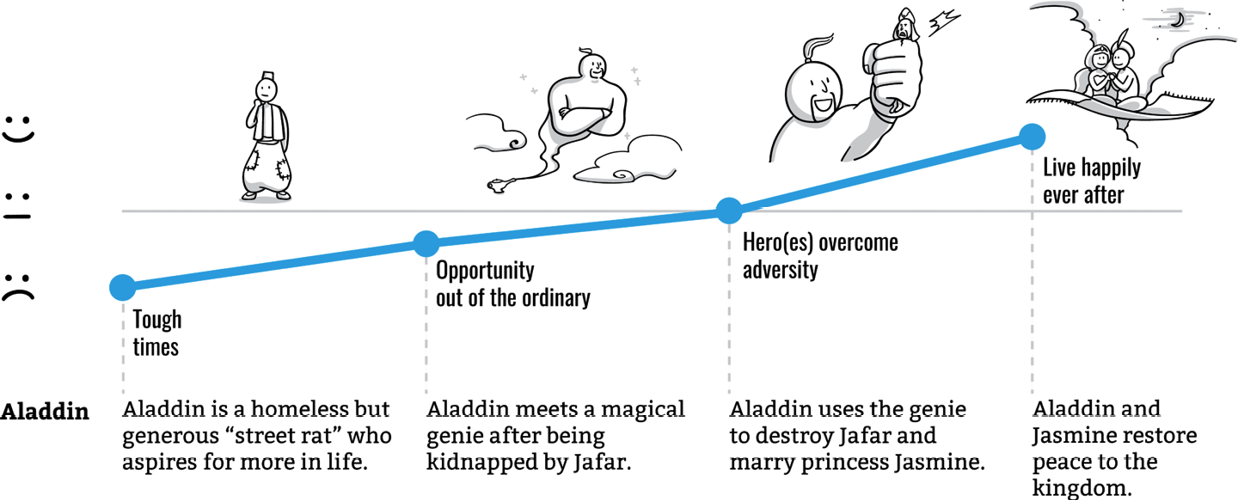 Live happily
ever after
Hero(es) overcome
adversity
Opportunity
out of the ordinary
Tough
times
Aladdin
Aladdin is a homeless but
generous “street rat” who
aspires for more in life.
Aladdin meets a magical
genie after being
kidnapped by Jafar.
Aladdin uses the genie
to destroy Jafar and
marry princess Jasmine.
Aladdin and
Jasmine restore
peace to the
kingdom.